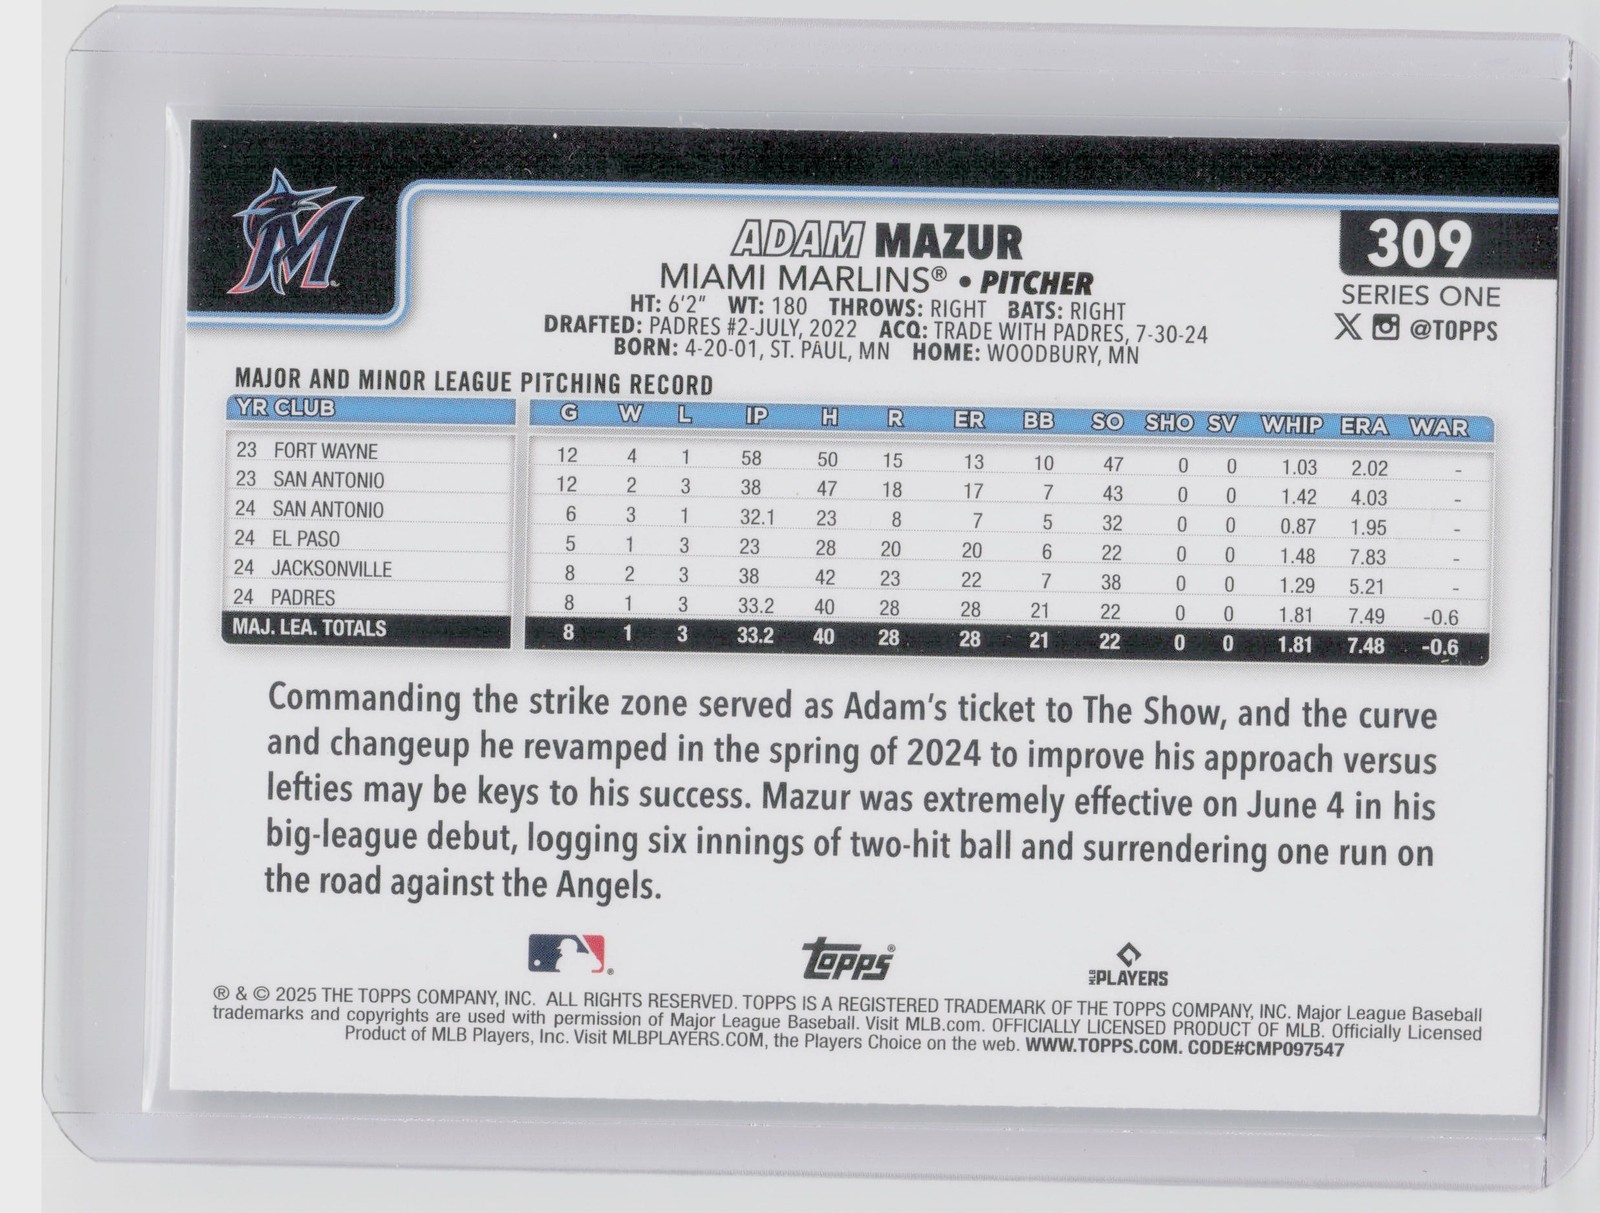 ADAM MAZUR
309
MIAMI MARLINS® • PITCHER
SERIES ONE
HT: 6'2" WT: 180 THROWS: RIGHT BATS: RIGHT
DRAFTED: PADRES #2-JULY, 2022 ACQ: TRADE WITH PADRES, 7-30-24
X @TOPPS
BORN: 4-20-01, ST. PAUL, MN HOME: WOODBURY, MN
MAJOR AND MINOR LEAGUE PITCHING RECORD
YR CLUB G W L IP H R ER BB SO SHO SV WHIP ERA WAR
23 FORT WAYNE 12 4 1 58 50 15 13 10 47 0 0 1.03 2.02 -
23 SAN ANTONIO 12 2 3 38 47 18 17 7 43 0 0 1.42 4.03 -
24 SAN ANTONIO 6 3 1 32.1 23 8 7 5 32 0 0 0.87 1.95 -
24 EL PASO 5 1 3 23 28 20 20 6 22 0 0 1.48 7.83 -
24 JACKSONVILLE 8 2 3 38 42 23 22 7 38 0 0 1.29 5.21 -
24 PADRES 8 1 3 33.2 40 28 28 21 22 0 0 1.81 7.49 -0.6
MAJ. LEA. TOTALS 8 1 3 33.2 40 28 28 21 22 0 0 1.81 7.48 -0.6
Commanding the strike zone served as Adam's ticket to The Show, and the curve
and changeup he revamped in the spring of 2024 to improve his approach versus
lefties may be keys to his success. Mazur was extremely effective on June 4 in his
big-league debut, logging six innings of two-hit ball and surrendering one run on
the road against the Angels.
Topps®
MLB PLAYERS
® & © 2025 THE TOPPS COMPANY, INC. ALL RIGHTS RESERVED. TOPPS IS A REGISTERED TRADEMARK OF THE TOPPS COMPANY, INC. Major League Baseball
trademarks and copyrights are used with permission of Major League Baseball. Visit MLB.com. OFFICIALLY LICENSED PRODUCT OF MLB. Officially Licensed
Product of MLB Players, Inc. Visit MLBPLAYERS.COM, the Players Choice on the web. WWW.TOPPS.COM. CODE#CMP097547